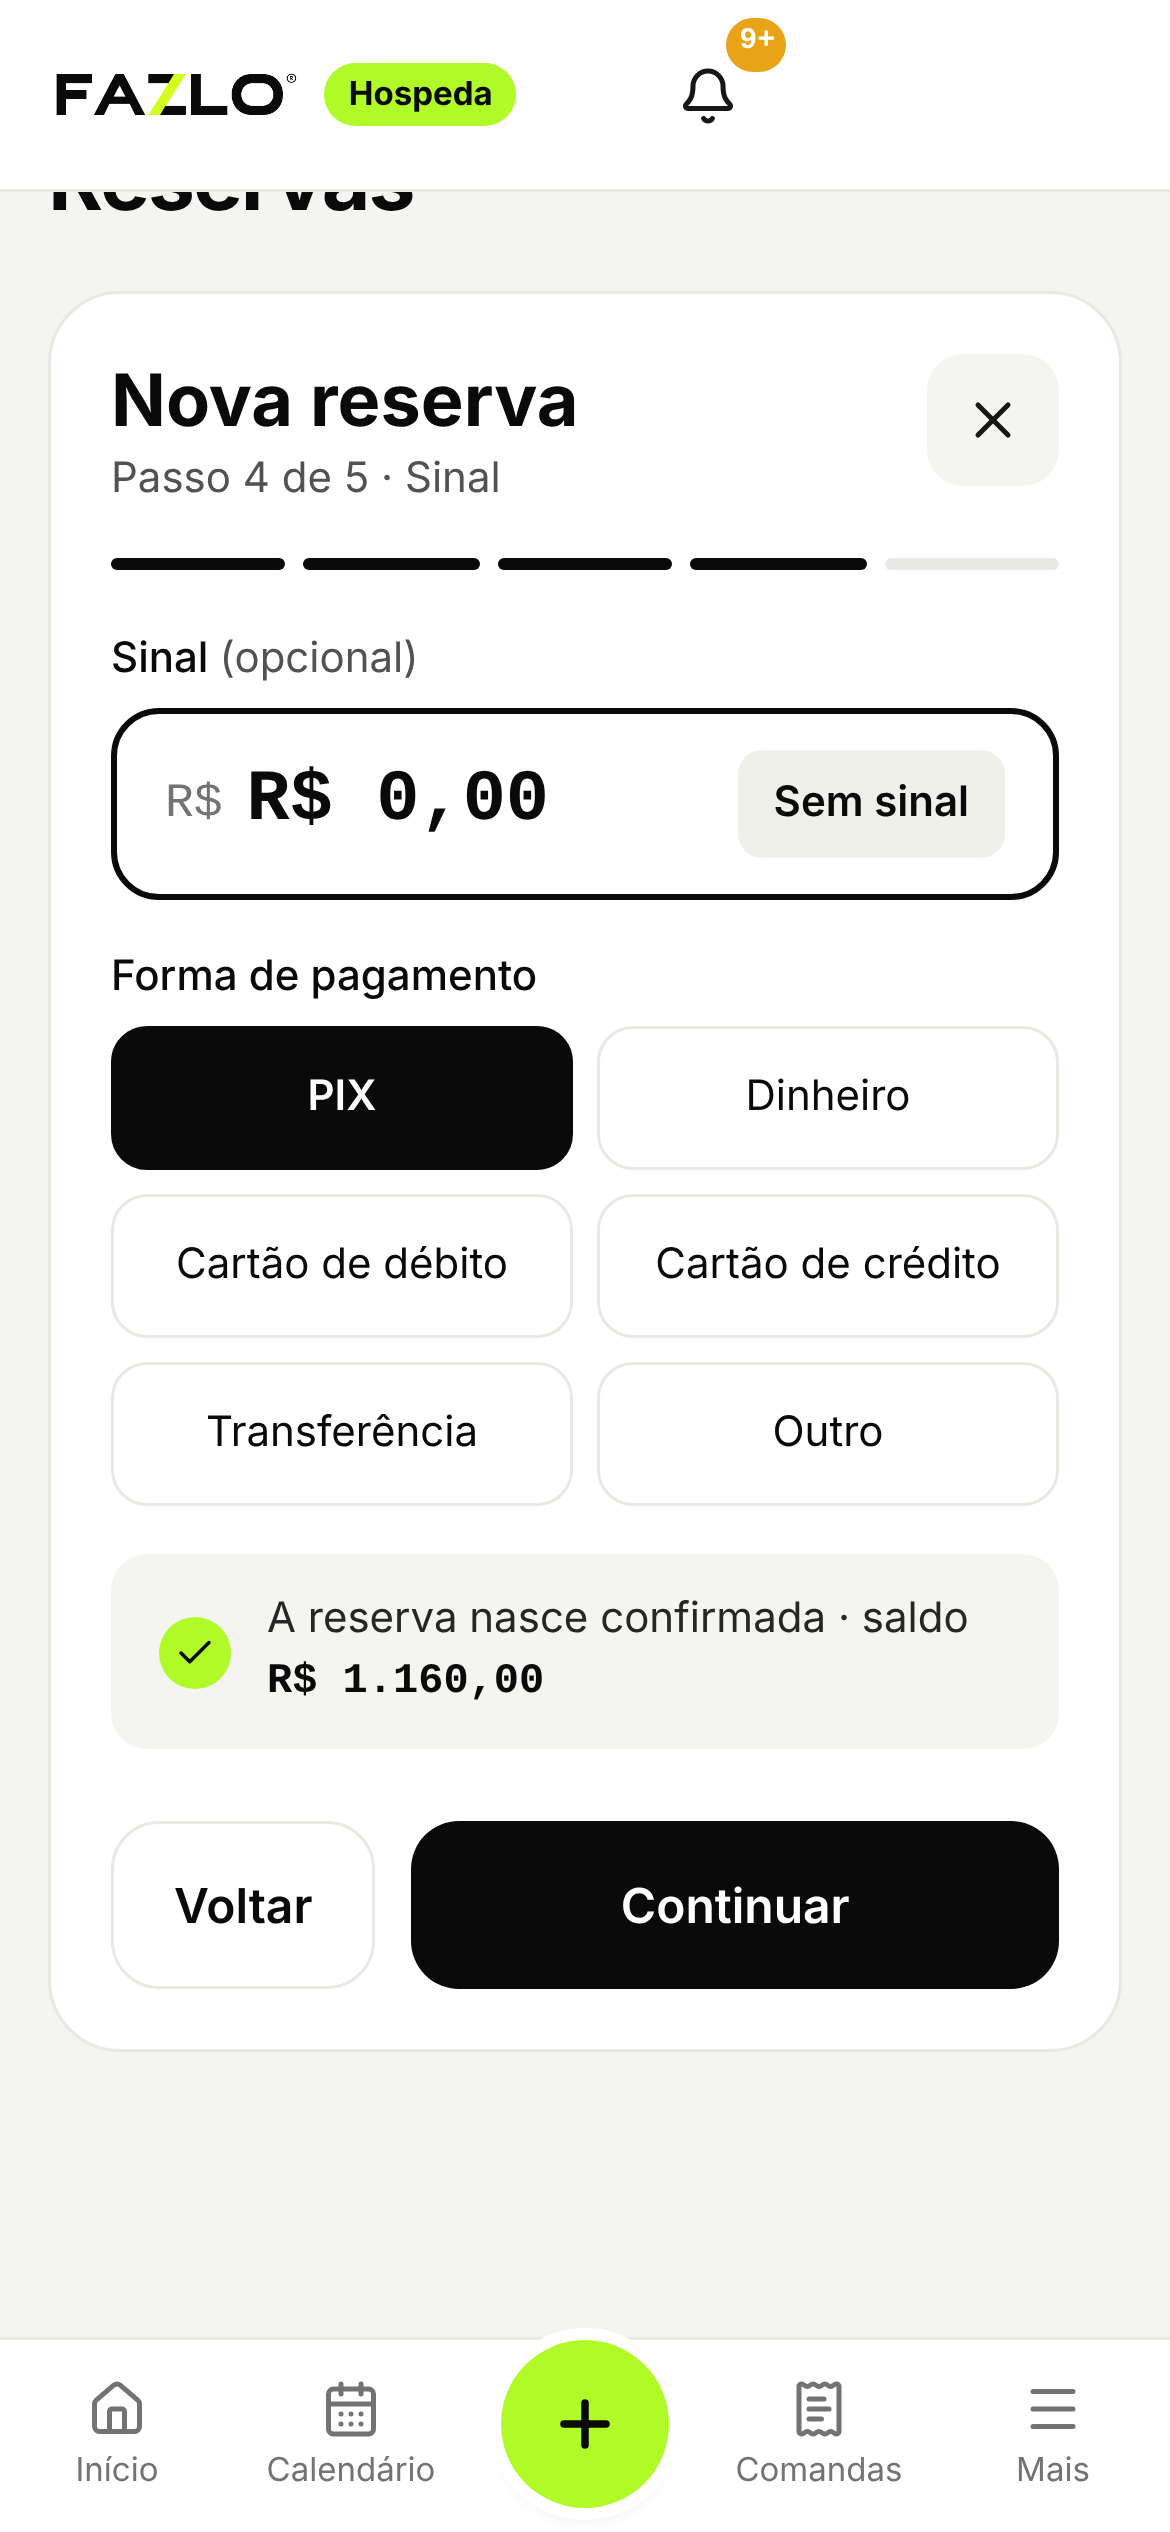 FAZLO®
Hospeda
9+
Reservas
Nova reserva
Passo 4 de 5 · Sinal
Sinal (opcional)
R$ R$ 0,00
Sem sinal
Forma de pagamento
PIX
Dinheiro
Cartão de débito
Cartão de crédito
Transferência
Outro
A reserva nasce confirmada · saldo
R$ 1.160,00
Voltar
Continuar
Início
Calendário
Comandas
Mais